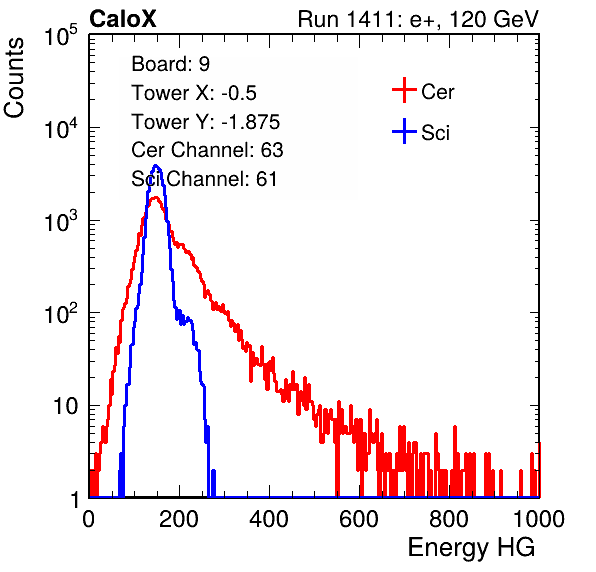 CaloX Run 1411: e+, 120 GeV
Counts
Board: 9
Tower X: -0.5
Tower Y: -1.875
Cer Channel: 63
Sci Channel: 61
Cer
Sci
10^5
10^4
10^3
10^2
10
1
0 200 400 600 800 1000
Energy HG